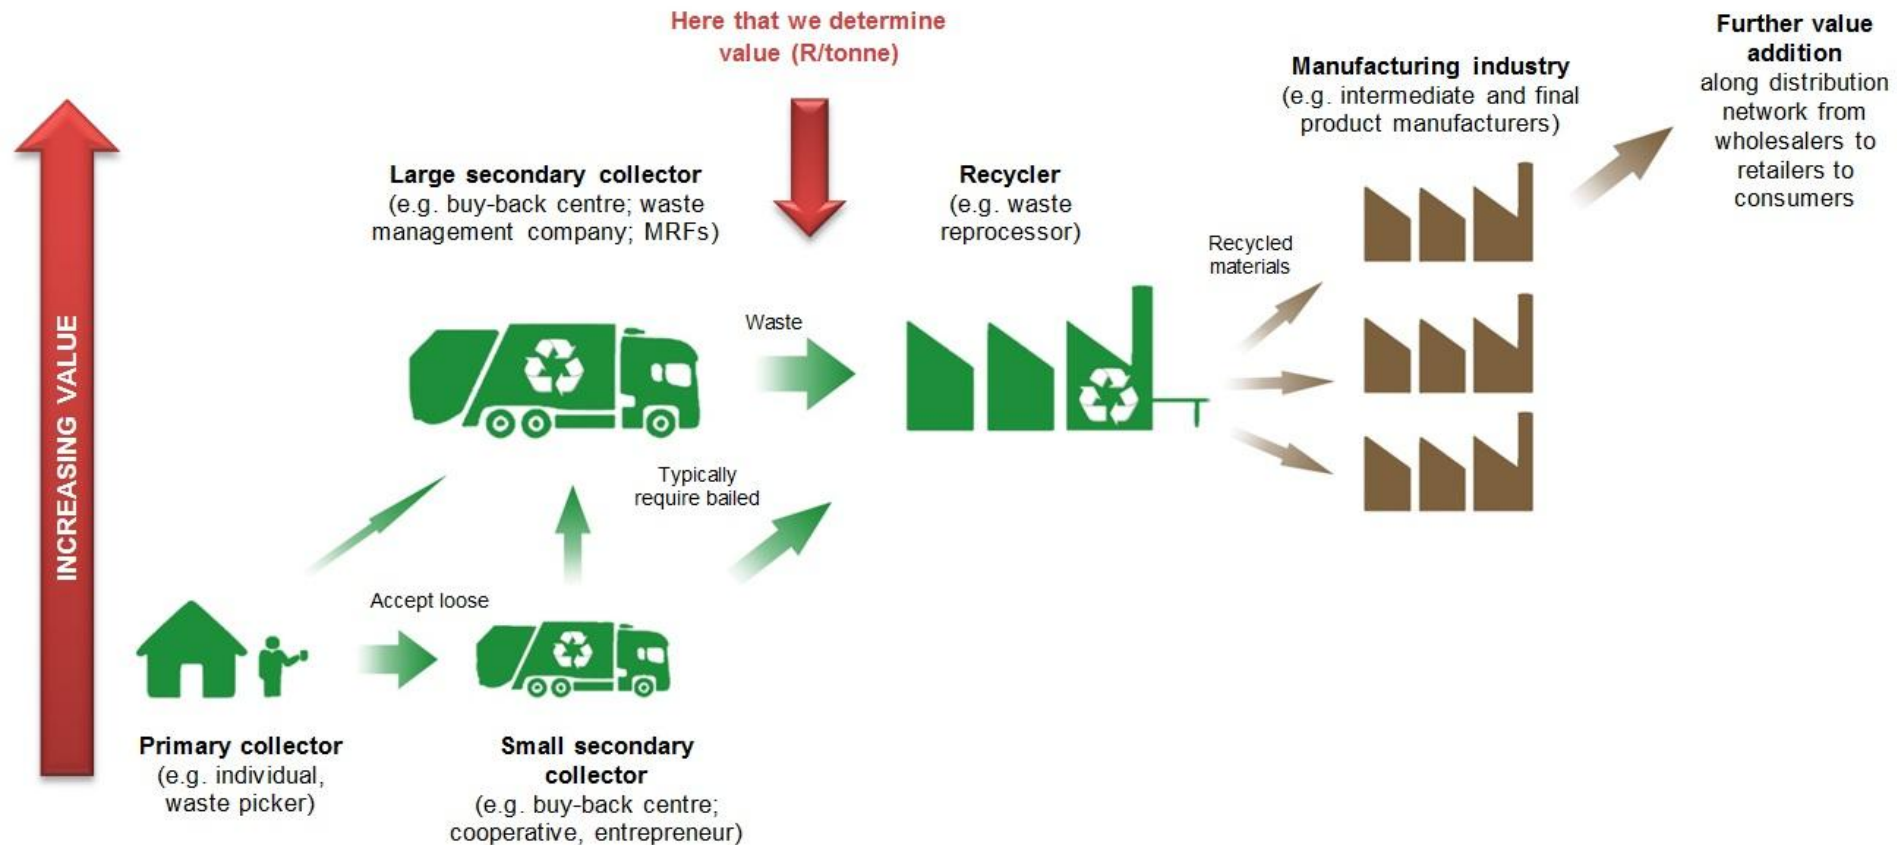 Here that we determine
value (R/tonne)
Further value
addition
along distribution
network from
wholesalers to
retailers to
consumers
Manufacturing industry
(e.g. intermediate and final
product manufacturers)
Large secondary collector
(e.g. buy-back centre; waste
management company; MRFs)
Recycler
(e.g. waste
reprocessor)
Recycled
materials
Waste
INCREASING VALUE
Typically
require bailed
Accept loose
Primary collector
(e.g. individual,
waste picker)
Small secondary
collector
(e.g. buy-back centre;
cooperative, entrepreneur)